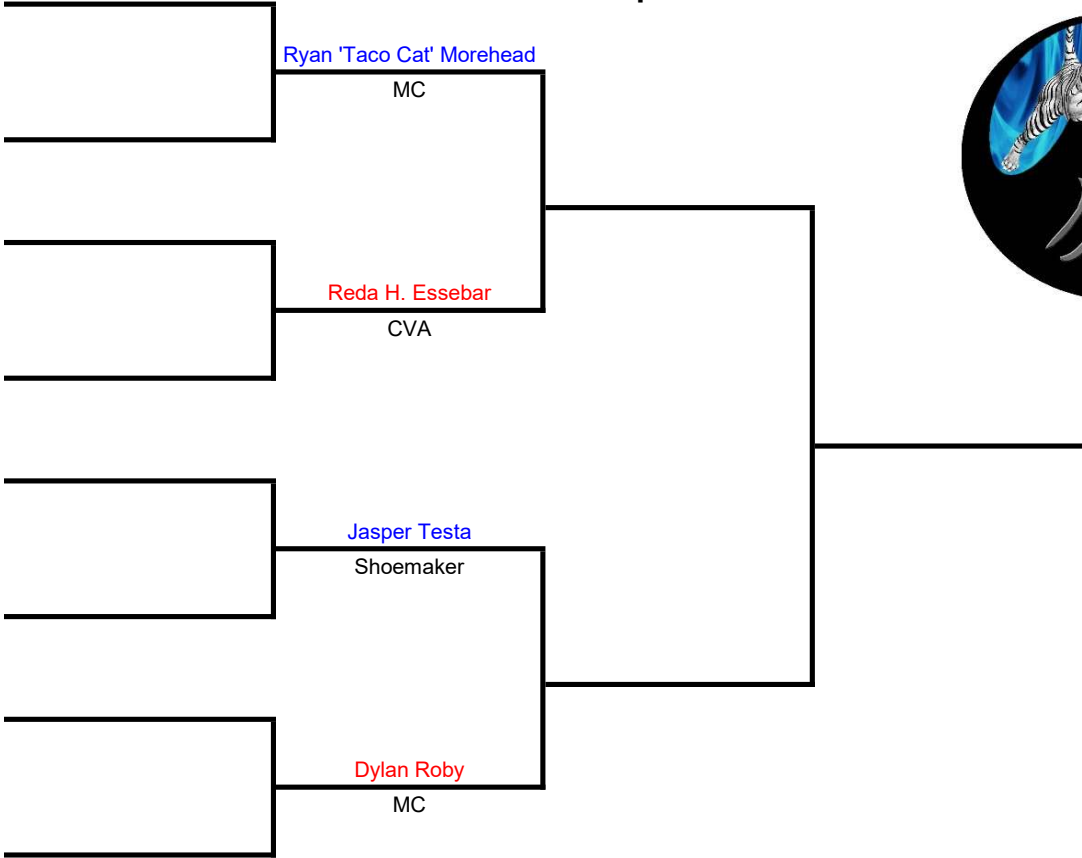 Ryan 'Taco Cat' Morehead
MC
Reda H. Essebar
CVA
Jasper Testa
Shoemaker
Dylan Roby
MC